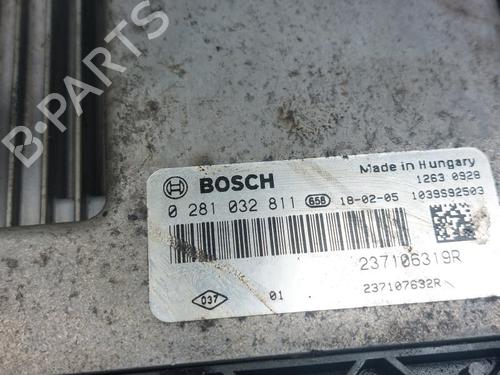 B-PARTS
Made in Hungary
1263 0928
BOSCH
0 281 032 811 658 18-02-05 1039S92503
237106319R
037 01 237107632R